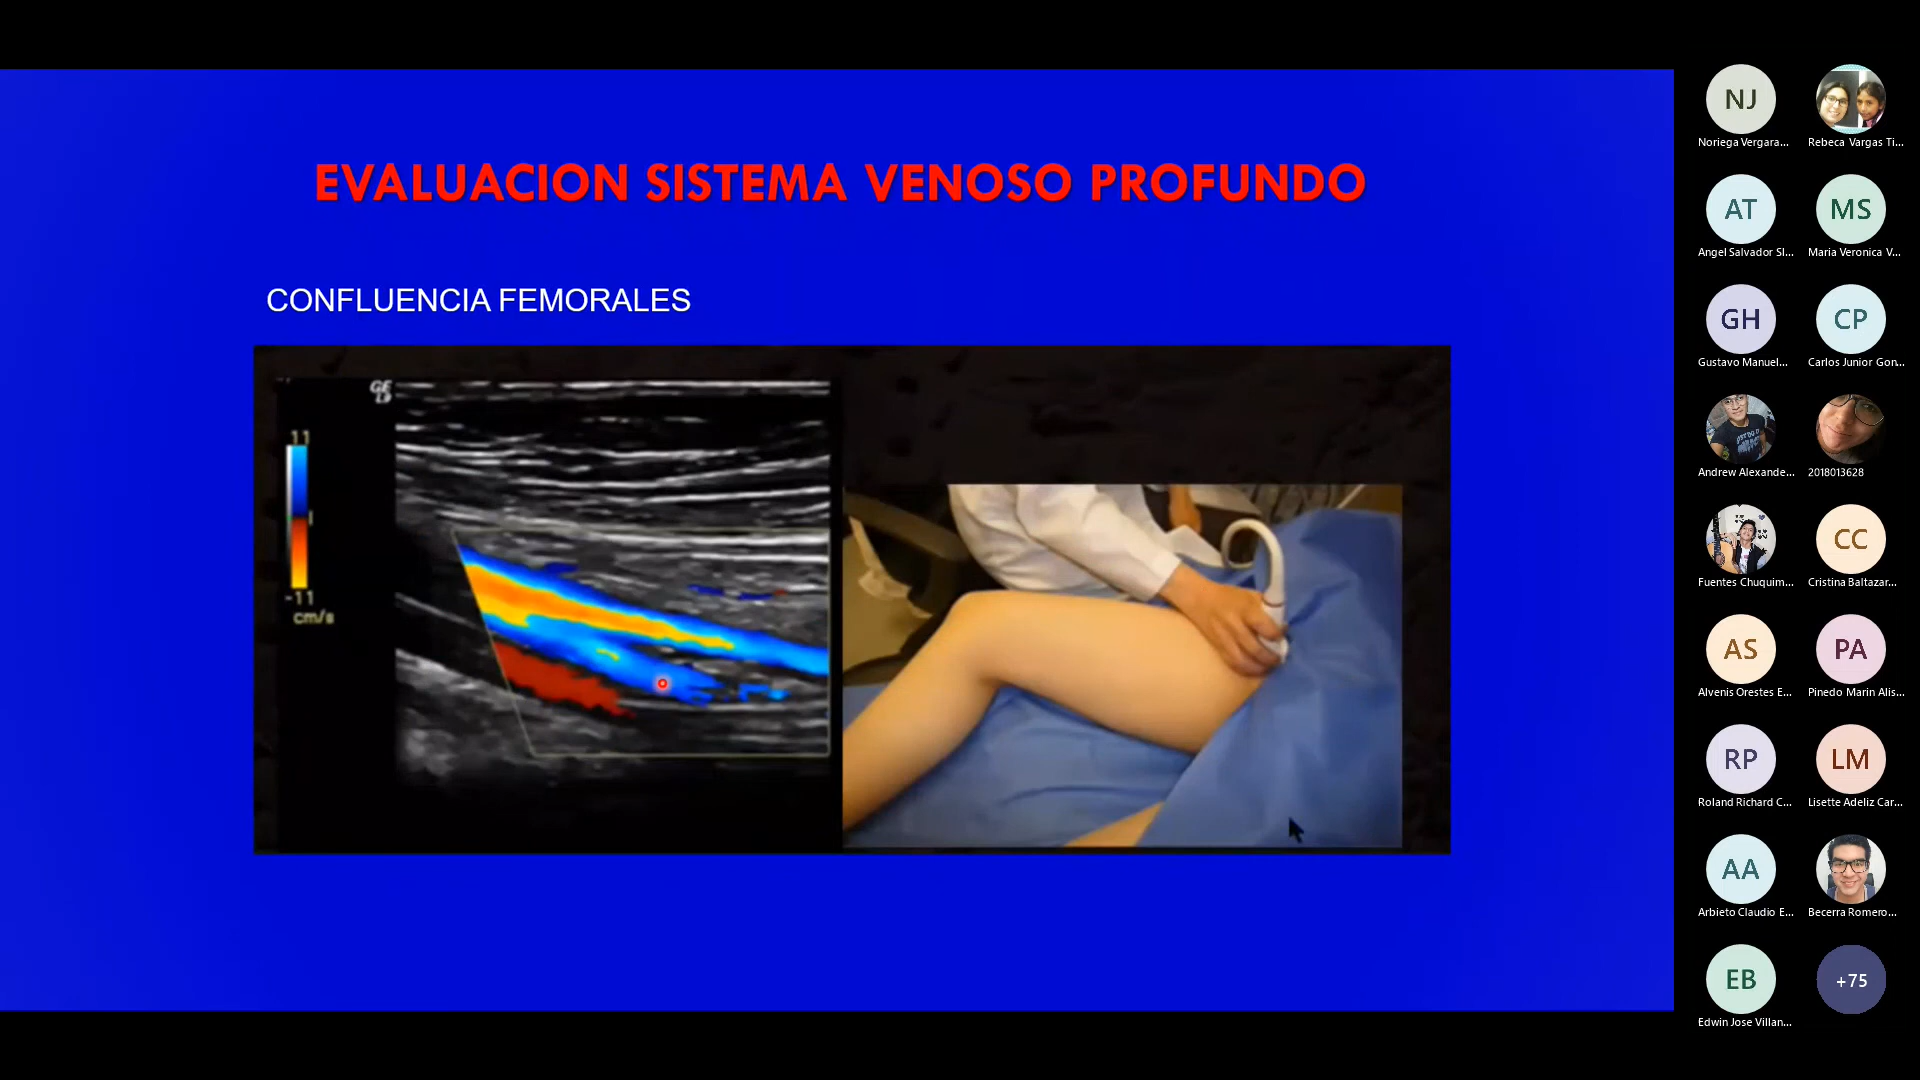 EVALUACION SISTEMA VENOSO PROFUNDO
CONFLUENCIA FEMORALES
11
-11
cm/s
NJ
Noriega Vergara...
Rebeca Vargas Ti...
AT
Angel Salvador Sl...
MS
Maria Veronica V...
GH
Gustavo Manuel...
CP
Carlos Junior Gon...
Andrew Alexande...
2018013628
Fuentes Chuquim...
CC
Cristina Baltazar...
AS
Alvenis Orestes E...
PA
Pinedo Marin Alis...
RP
Roland Richard C...
LM
Lisette Adeliz Car...
AA
Arbieto Claudio E...
Becerra Romero...
EB
Edwin Jose Villan...
+75